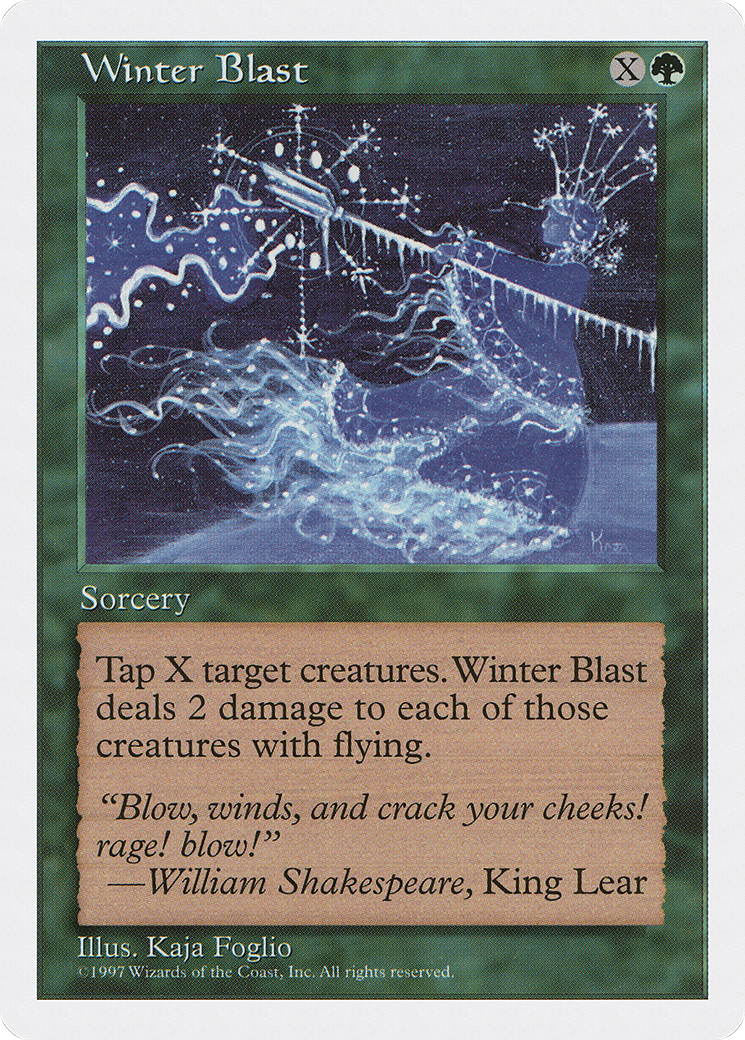 Winter Blast X
Kaja
Sorcery
Tap X target creatures. Winter Blast
deals 2 damage to each of those
creatures with flying.
“Blow, winds, and crack your cheeks!
rage! blow!”
—William Shakespeare, King Lear
Illus. Kaja Foglio
©1997 Wizards of the Coast, Inc. All rights reserved.